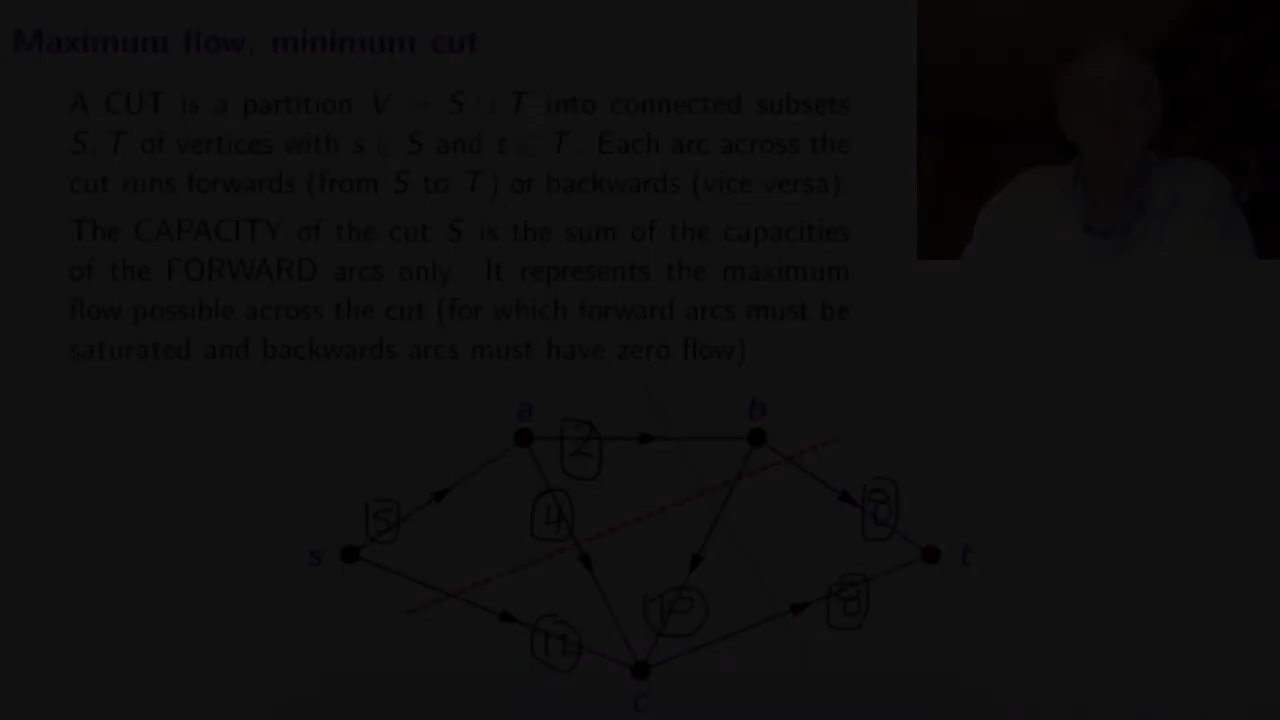 Maximum flow, minimum cut
A CUT is a partition V = S ∪ T into connected subsets
S, T of vertices with s ∈ S and t ∈ T. Each arc across the
cut runs forwards (from S to T) or backwards (vice versa).
The CAPACITY of the cut S is the sum of the capacities
of the FORWARD arcs only. It represents the maximum
flow possible across the cut (for which forward arcs must be
saturated and backwards arcs must have zero flow)
a b
2
5 4 8
s t
10
11
c